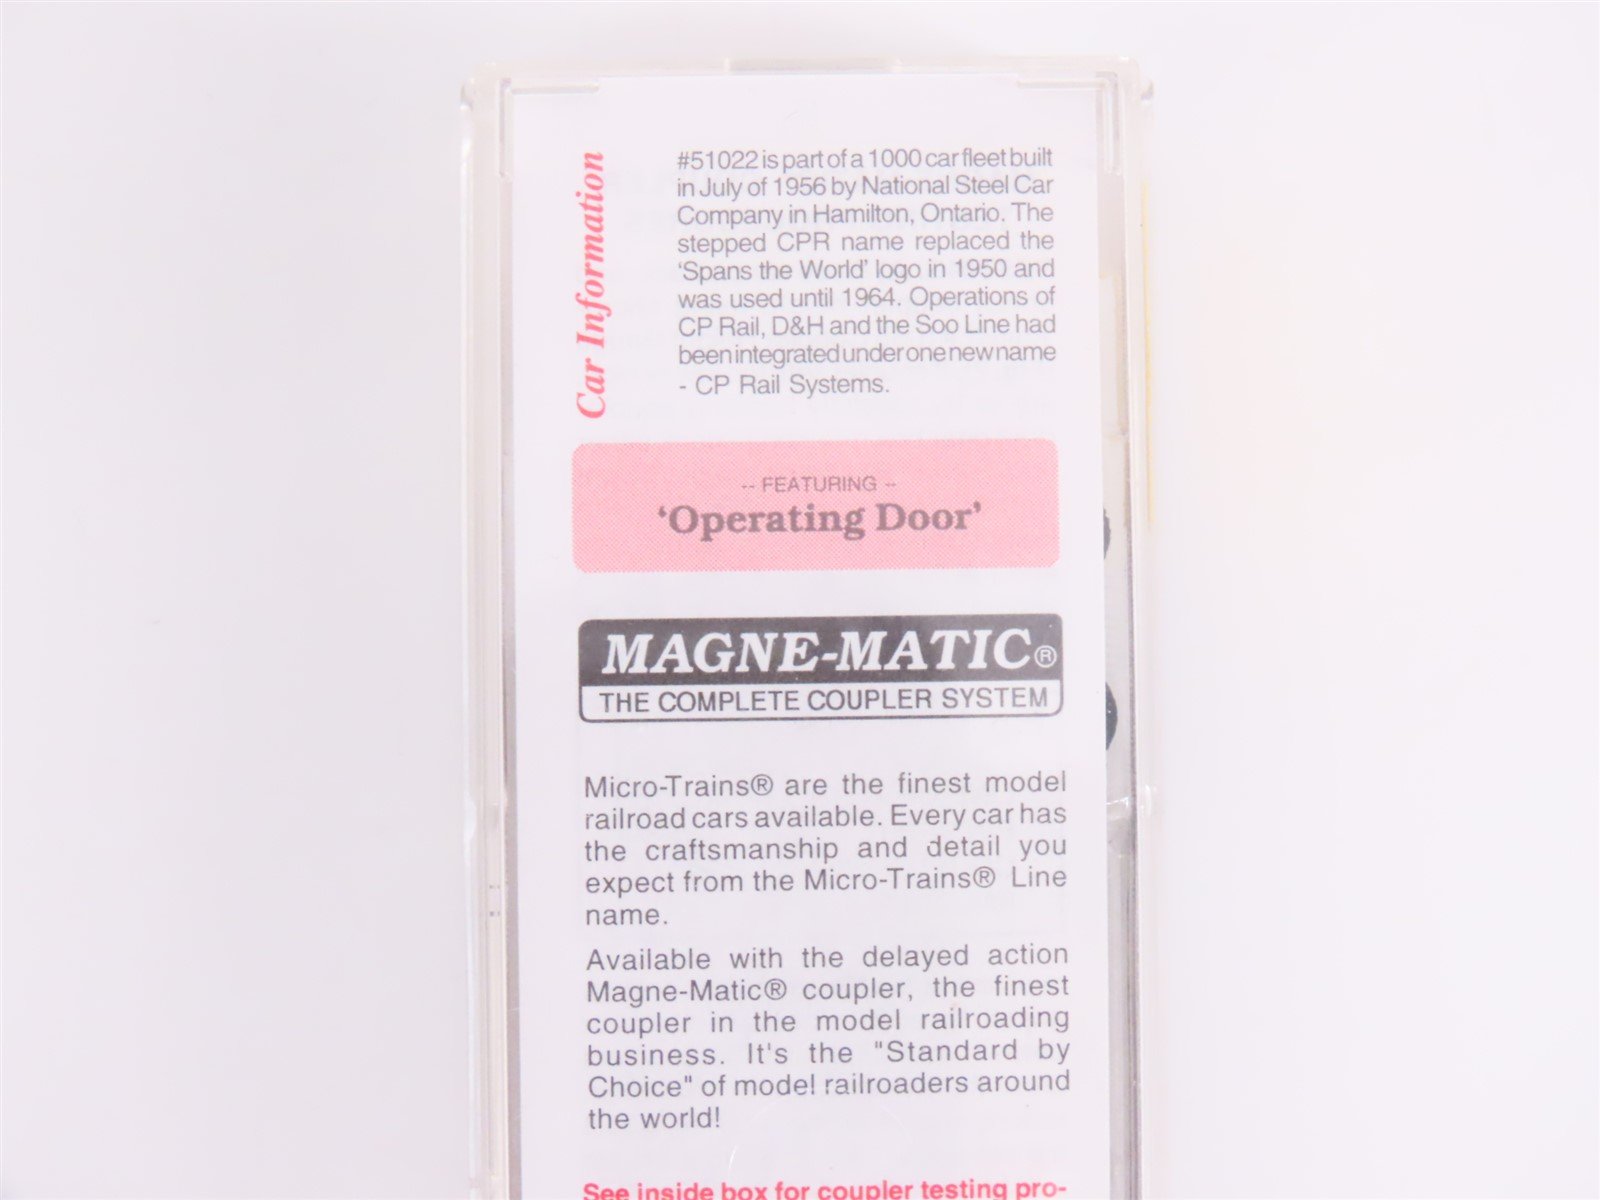 Car Information
#51022 is part of a 1000 car fleet built
in July of 1956 by National Steel Car
Company in Hamilton, Ontario. The
stepped CPR name replaced the
‘Spans the World’ logo in 1950 and
was used until 1964. Operations of
CP Rail, D&H and the Soo Line had
been integrated under one new name
- CP Rail Systems.
-- FEATURING --
‘Operating Door’
MAGNE-MATIC®
THE COMPLETE COUPLER SYSTEM
Micro-Trains® are the finest model
railroad cars available. Every car has
the craftsmanship and detail you
expect from the Micro-Trains® Line
name.
Available with the delayed action
Magne-Matic® coupler, the finest
coupler in the model railroading
business. It's the "Standard by
Choice" of model railroaders around
the world!
See inside box for coupler testing pro-